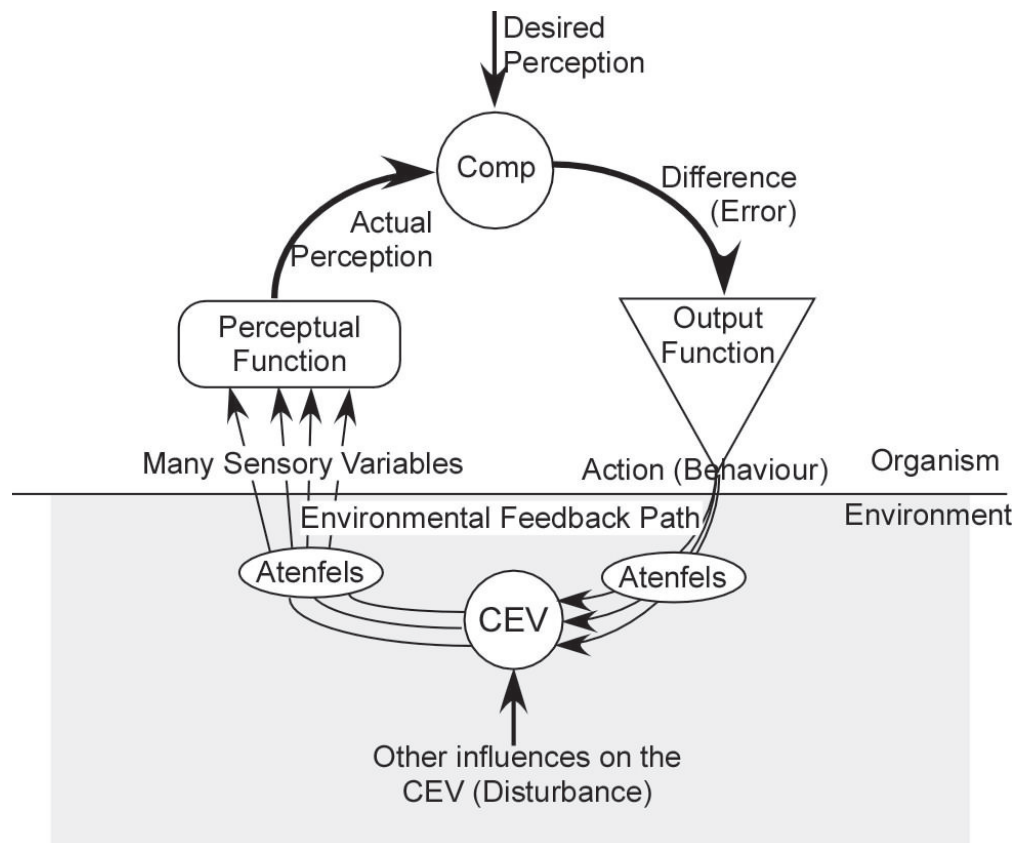 Desired
Perception
Comp
Difference
(Error)
Actual
Perception
Perceptual
Function
Output
Function
Many Sensory Variables
Action (Behaviour)
Organism
Environmental Feedback Path
Environment
Atenfels
Atenfels
CEV
Other influences on the
CEV (Disturbance)